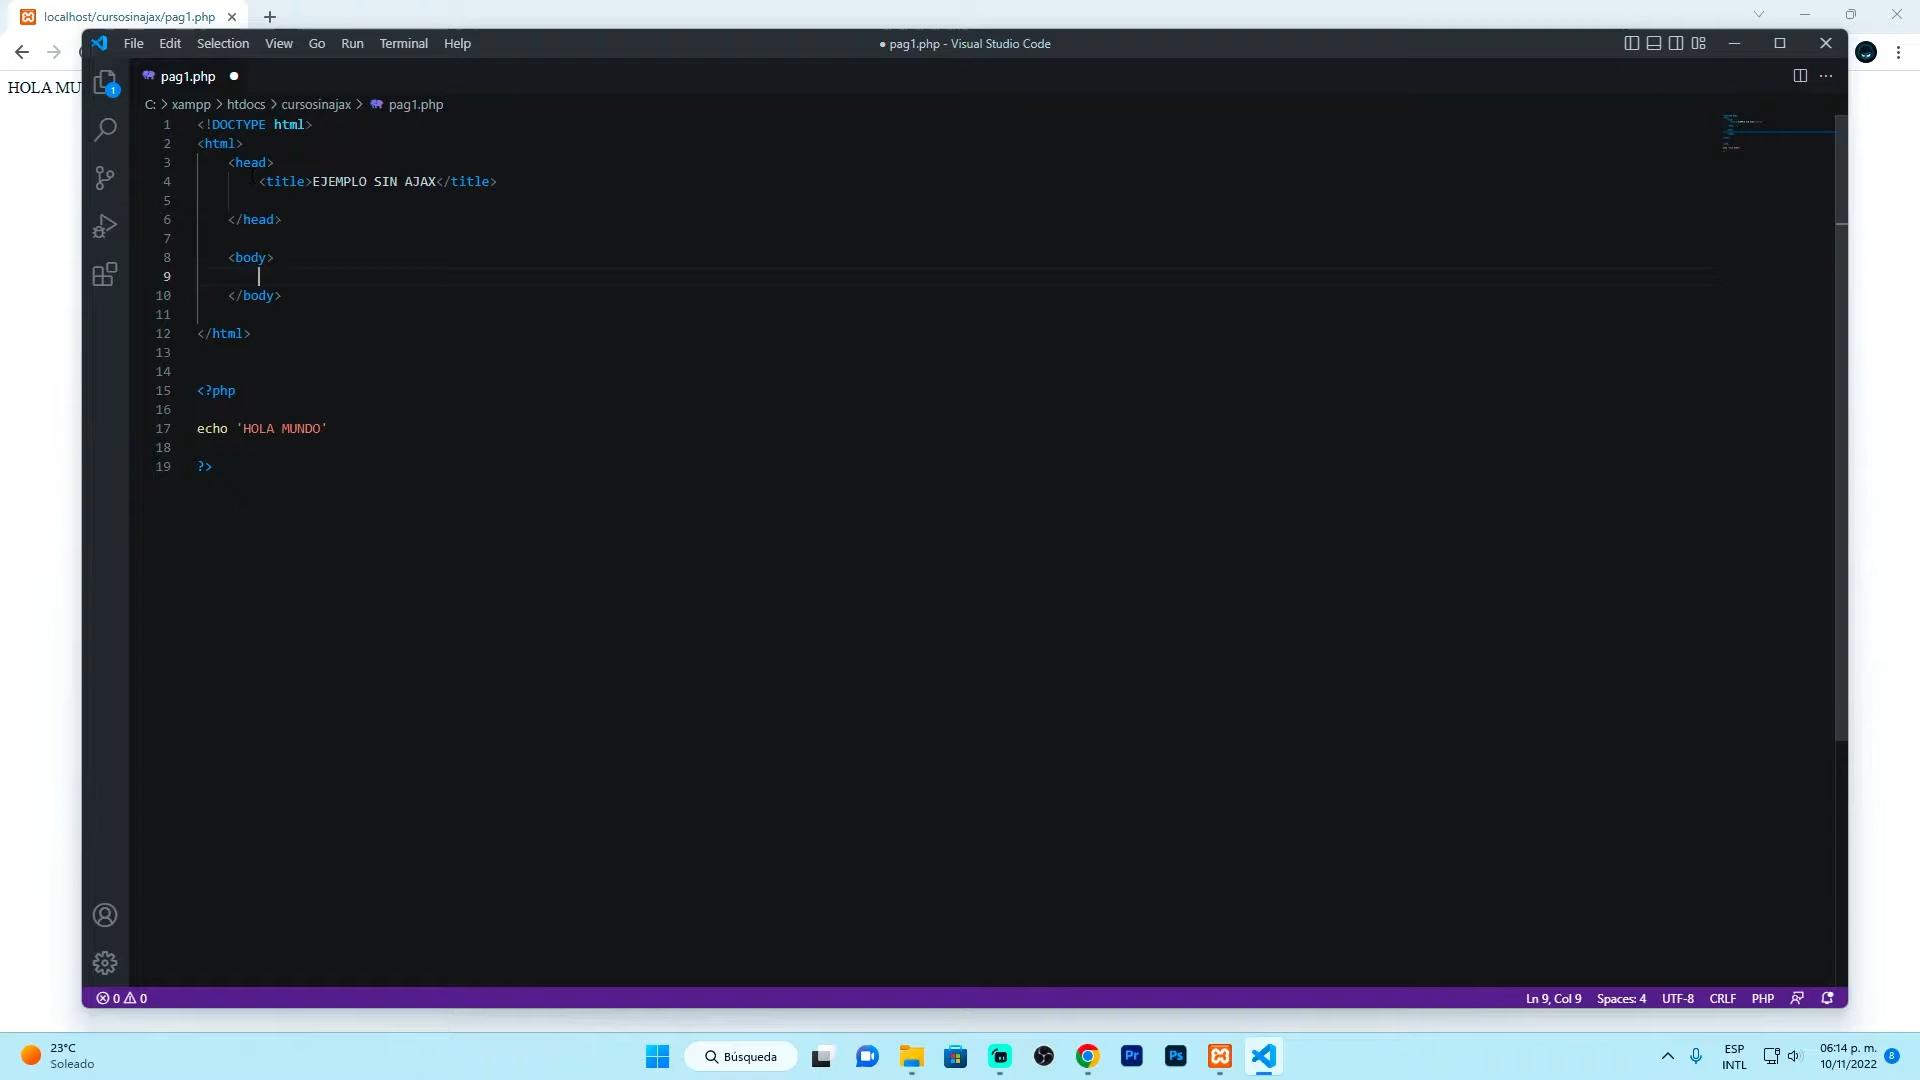 localhost/cursosinajax/pag1.php
File Edit Selection View Go Run Terminal Help
● pag1.php - Visual Studio Code
HOLA MU
1
pag1.php ●
C: > xampp > htdocs > cursosinajax > pag1.php
1 <!DOCTYPE html>
2 <html>
3 <head>
4 <title>EJEMPLO SIN AJAX</title>
5
6 </head>
7
8 <body>
9
10 </body>
11
12 </html>
13
14
15 <?php
16
17 echo 'HOLA MUNDO'
18
19 ?>
0 0
Ln 9, Col 9 Spaces: 4 UTF-8 CRLF PHP
23°C
Soleado
Búsqueda
Pr
Ps
ESP
INTL
06:14 p. m.
10/11/2022
8